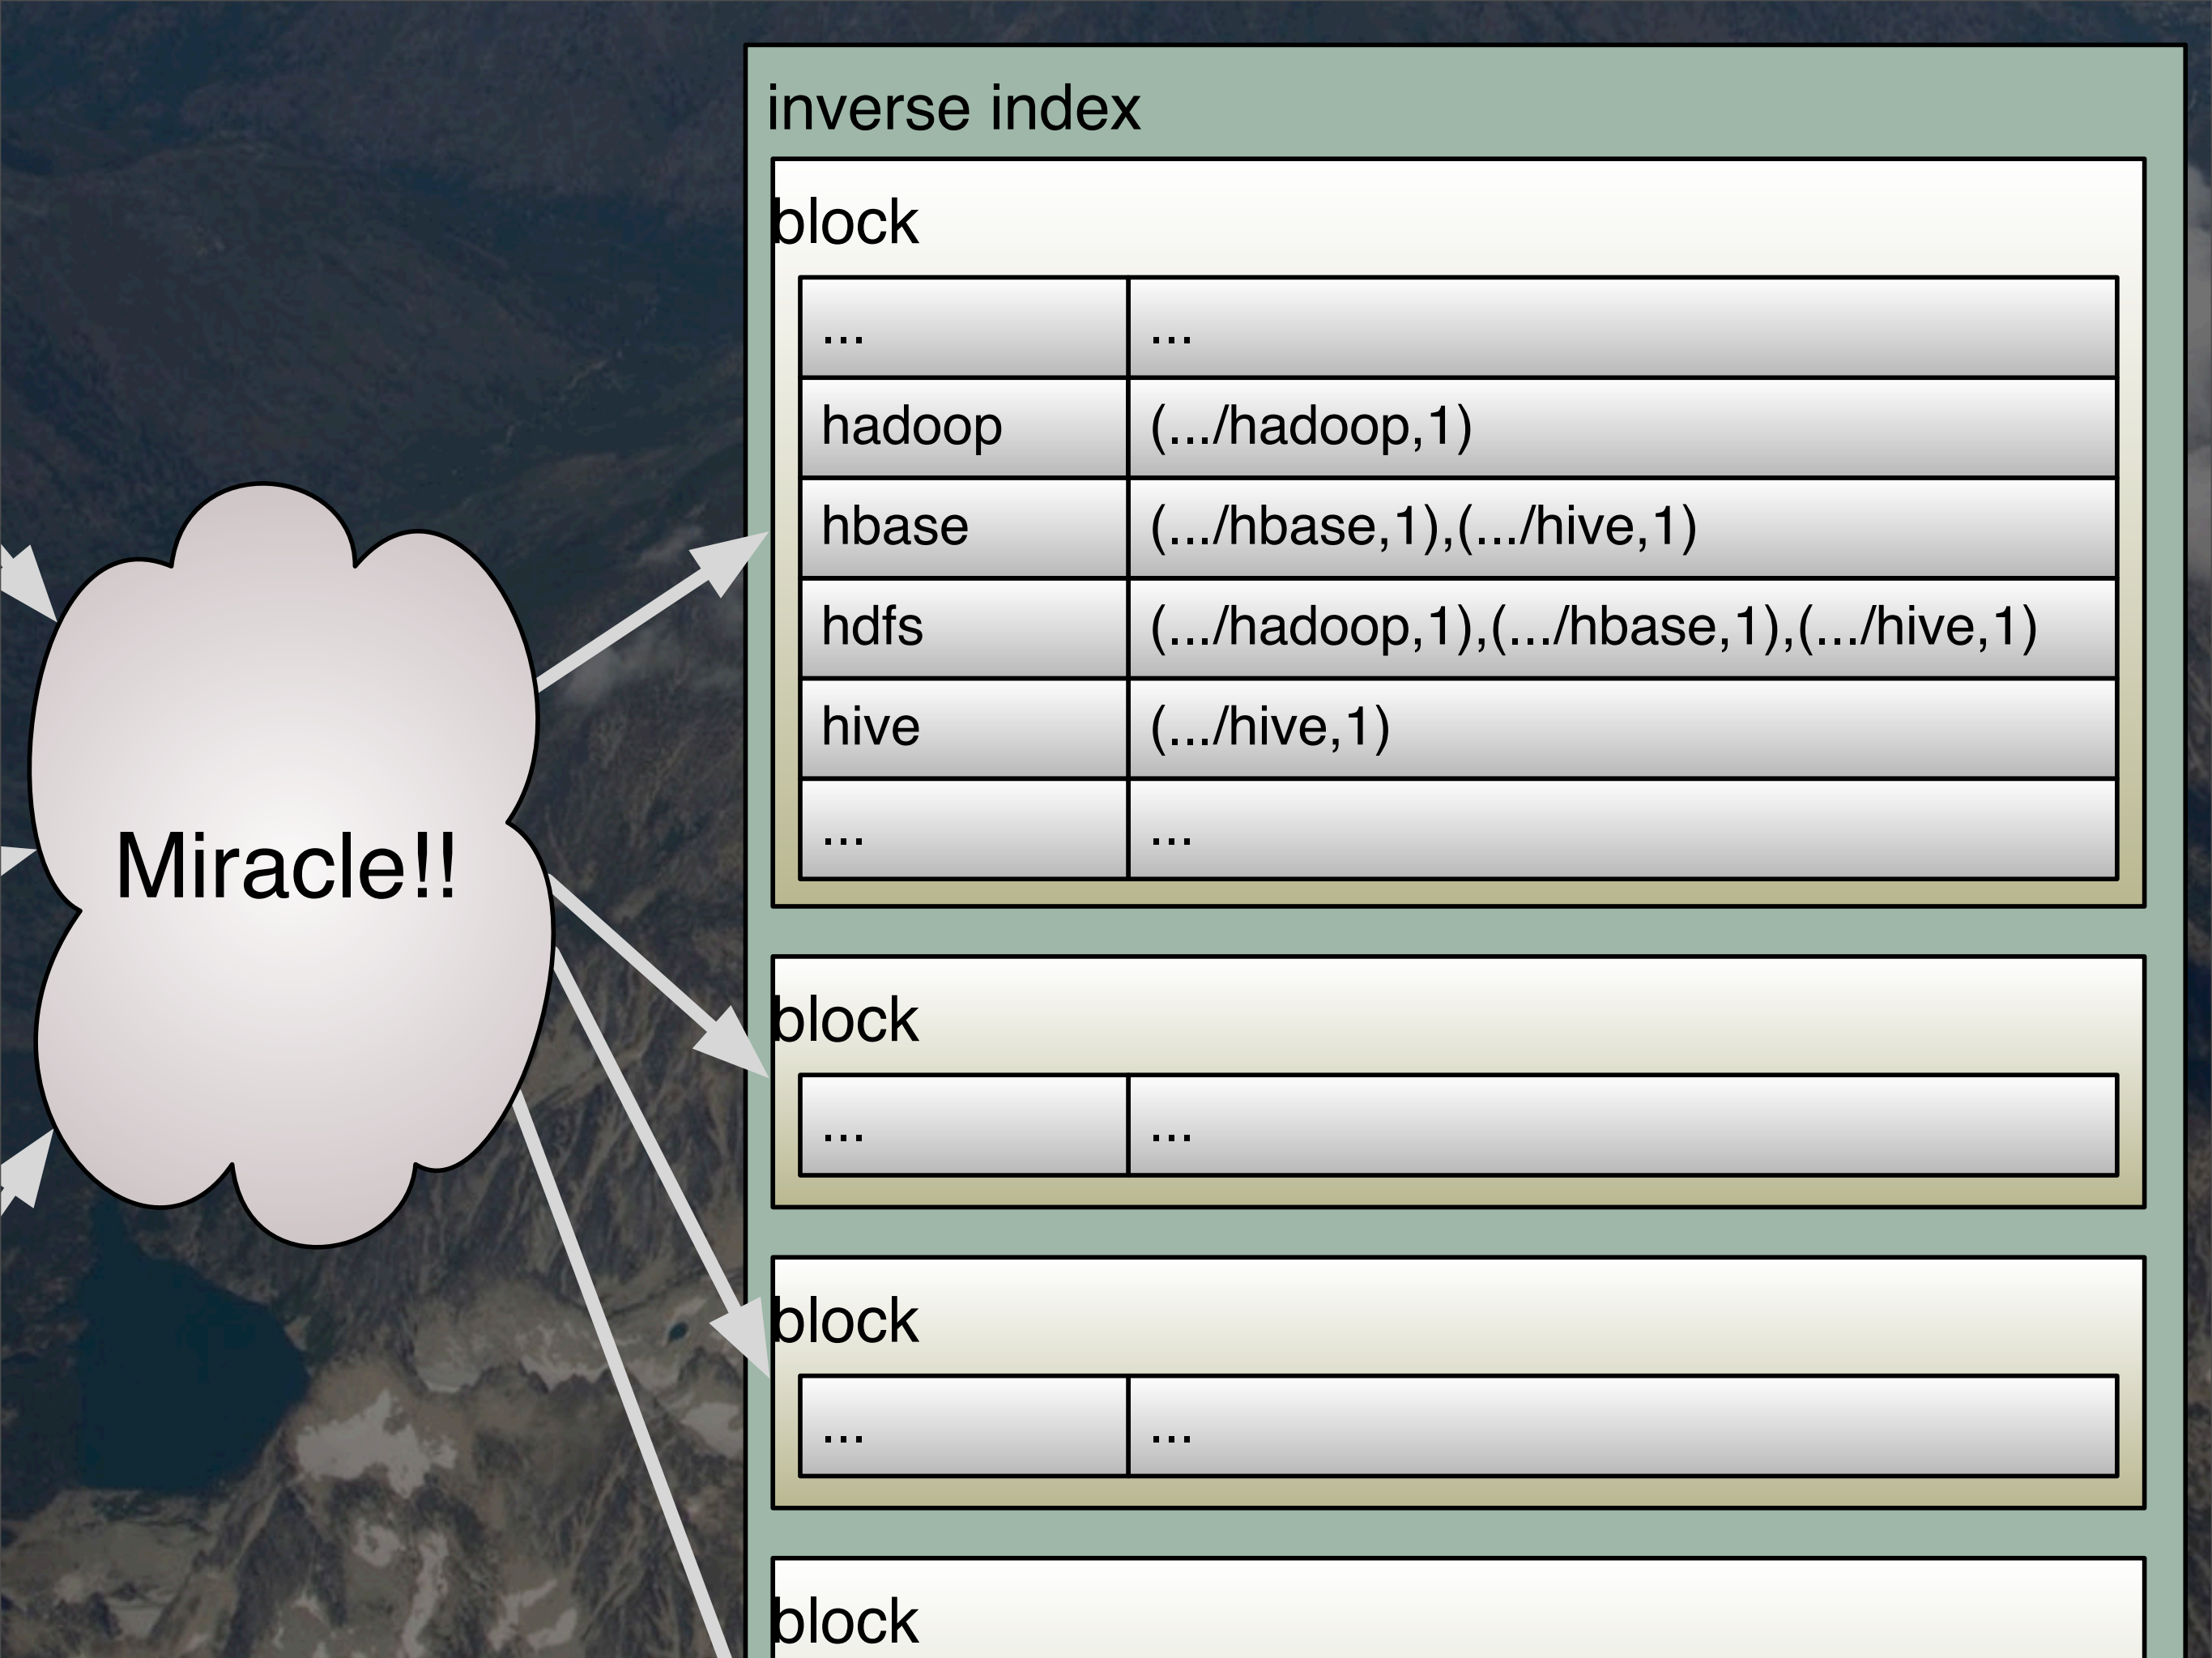 inverse index
block
... ...
hadoop (.../hadoop,1)
hbase (.../hbase,1),(.../hive,1)
hdfs (.../hadoop,1),(.../hbase,1),(.../hive,1)
hive (.../hive,1)
... ...
Miracle!!
block
... ...
block
... ...
block